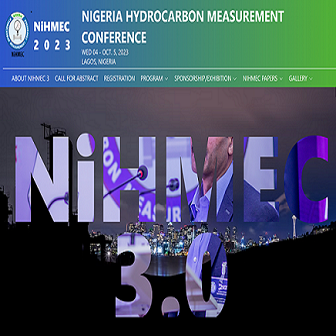 NIGERIA HYDROCARBON MEASUREMENT
CONFERENCE
WED 04 - OCT. 5, 2023
LAGOS, NIGERIA
NiHMEC
2023
NiHMEC
ABOUT NIHMEC 3 CALL FOR ABSTRACT REGISTRATION PROGRAM SPONSORSHIP/EXHIBITION NIHMEC PAPERS GALLERY
NiHMEC
3.0